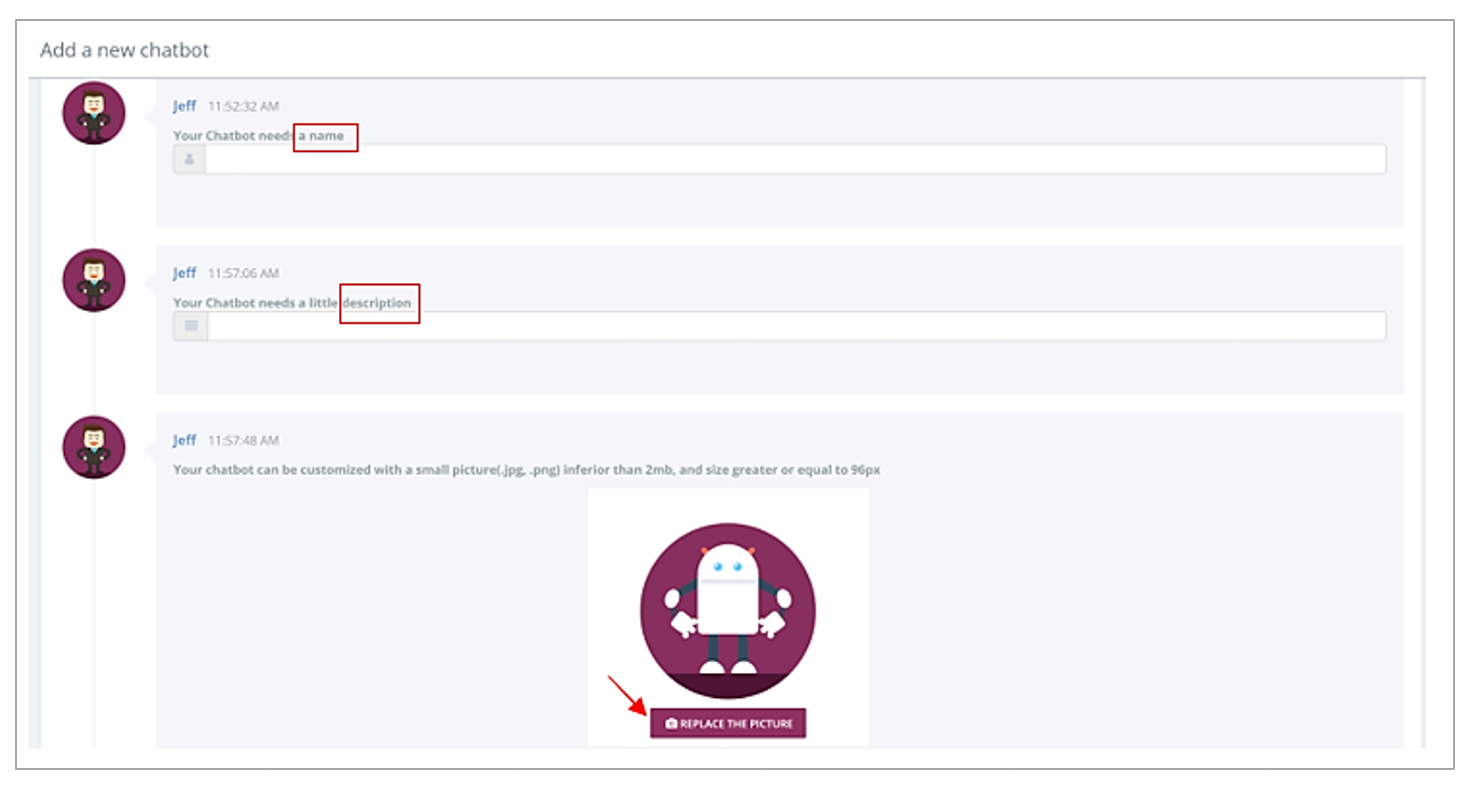 Add a new chatbot
Jeff 11:52:32 AM
Your Chatbot needs a name
Jeff 11:57:06 AM
Your Chatbot needs a little description
Jeff 11:57:48 AM
Your chatbot can be customized with a small picture(.jpg, .png) inferior than 2mb, and size greater or equal to 96px
REPLACE THE PICTURE